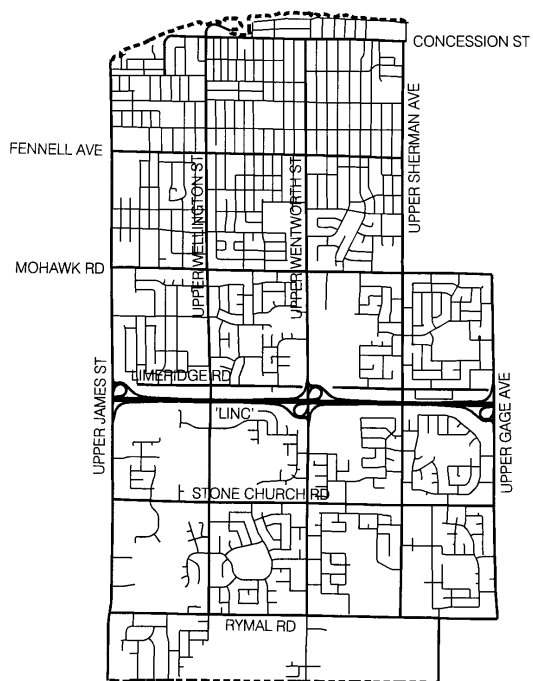 CONCESSION ST
UPPER SHERMAN AVE
FENNELL AVE
UPPER WELLINGTON ST
UPPER WENTWORTH ST
MOHAWK RD
LIMERIDGE RD
UPPER JAMES ST
'LINC'
UPPER GAGE AVE
STONE CHURCH RD
RYMAL RD